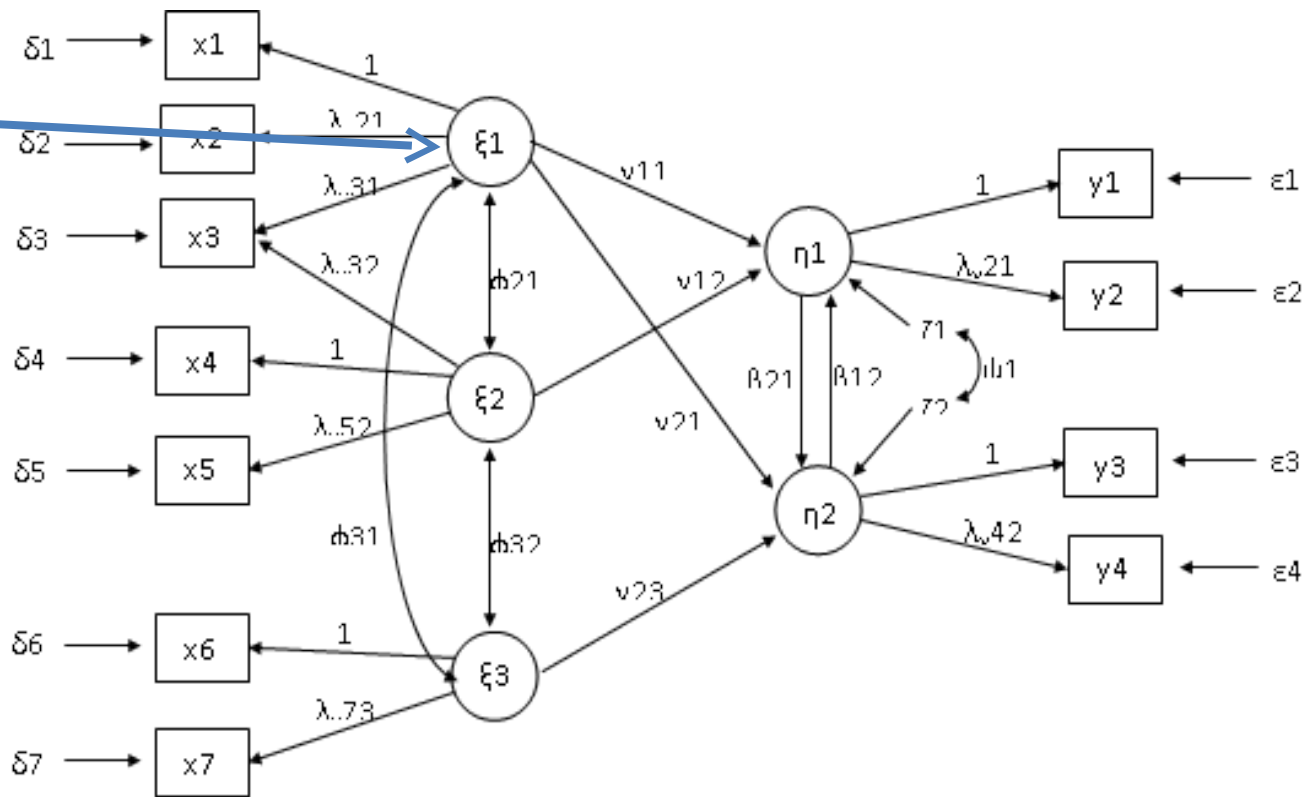 δ1
x1
1
δ2
x2
λ 21
ξ1
γ11
δ3
x3
λ 31
λ 32
ϕ21
γ12
η1
1
y1
ε1
λy21
y2
ε2
δ4
x4
1
ξ2
β21
β12
ζ1
ψ1
ζ2
δ5
x5
λ 52
γ21
η2
1
y3
ε3
λy42
y4
ε4
ϕ31
ϕ32
γ23
δ6
x6
1
ξ3
δ7
x7
λ 73